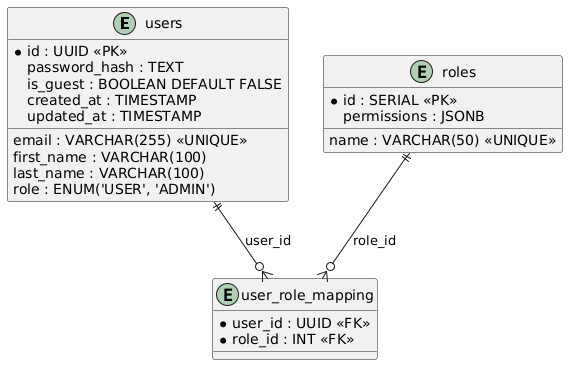 E users
* id : UUID «PK»
password_hash : TEXT
is_guest : BOOLEAN DEFAULT FALSE
created_at : TIMESTAMP
updated_at : TIMESTAMP
email : VARCHAR(255) «UNIQUE»
first_name : VARCHAR(100)
last_name : VARCHAR(100)
role : ENUM('USER', 'ADMIN')
E roles
* id : SERIAL «PK»
permissions : JSONB
name : VARCHAR(50) «UNIQUE»
user_id
role_id
E user_role_mapping
* user_id : UUID «FK»
* role_id : INT «FK»